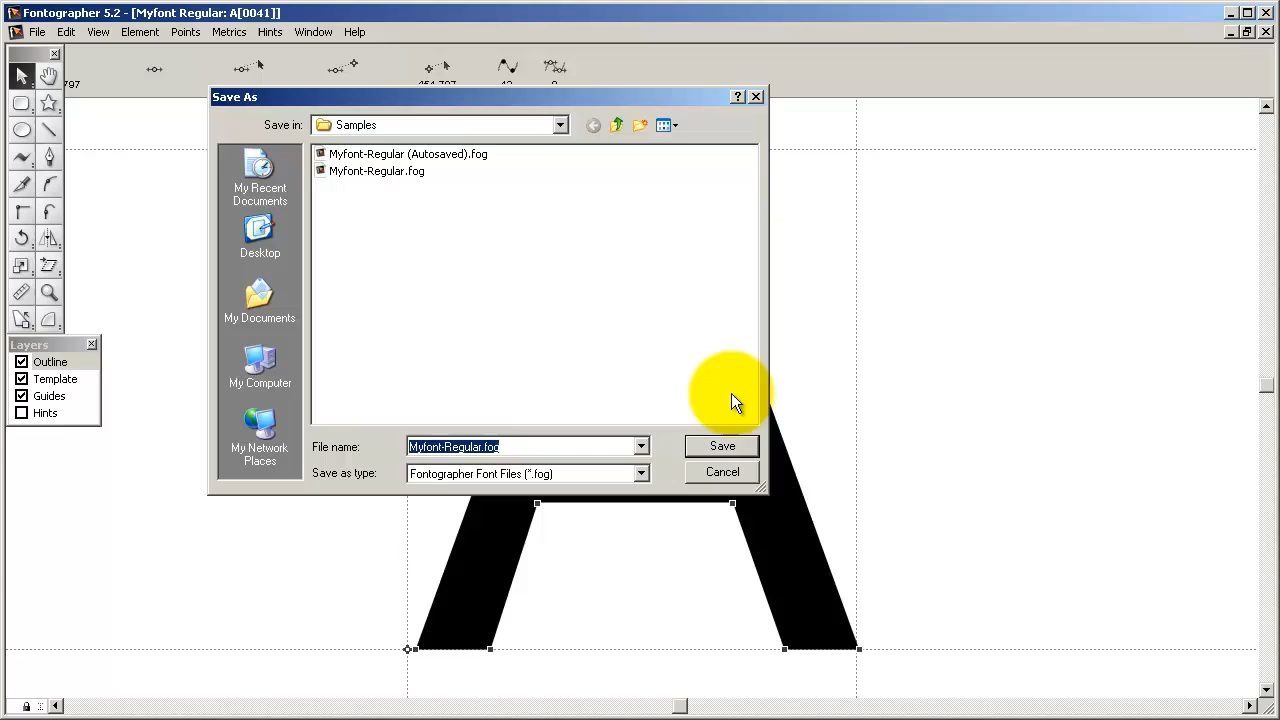 Fontographer 5.2 - [Myfont Regular: A[0041]]
File Edit View Element Points Metrics Hints Window Help
Save As
Save in: Samples
Myfont-Regular (Autosaved).fog
Myfont-Regular.fog
My Recent
Documents
Desktop
My Documents
My Computer
My Network
Places
File name: Myfont-Regular.fog Save
Save as type: Fontographer Font Files (*.fog) Cancel
Layers
Outline
Template
Guides
Hints